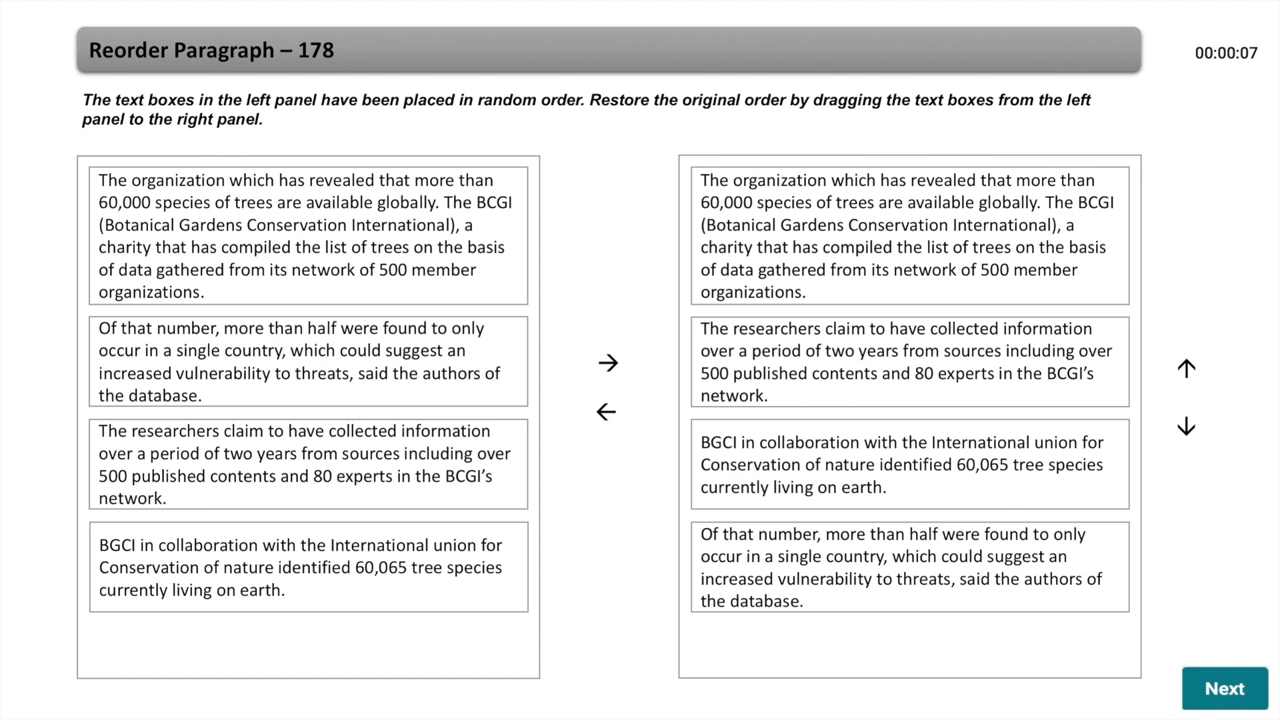 Reorder Paragraph – 178
00:00:07
The text boxes in the left panel have been placed in random order. Restore the original order by dragging the text boxes from the left
panel to the right panel.
The organization which has revealed that more than
60,000 species of trees are available globally. The BCGI
(Botanical Gardens Conservation International), a
charity that has compiled the list of trees on the basis
of data gathered from its network of 500 member
organizations.
Of that number, more than half were found to only
occur in a single country, which could suggest an
increased vulnerability to threats, said the authors of
the database.
The researchers claim to have collected information
over a period of two years from sources including over
500 published contents and 80 experts in the BCGI’s
network.
BGCI in collaboration with the International union for
Conservation of nature identified 60,065 tree species
currently living on earth.
The organization which has revealed that more than
60,000 species of trees are available globally. The BCGI
(Botanical Gardens Conservation International), a
charity that has compiled the list of trees on the basis
of data gathered from its network of 500 member
organizations.
The researchers claim to have collected information
over a period of two years from sources including over
500 published contents and 80 experts in the BCGI’s
network.
BGCI in collaboration with the International union for
Conservation of nature identified 60,065 tree species
currently living on earth.
Of that number, more than half were found to only
occur in a single country, which could suggest an
increased vulnerability to threats, said the authors of
the database.
Next